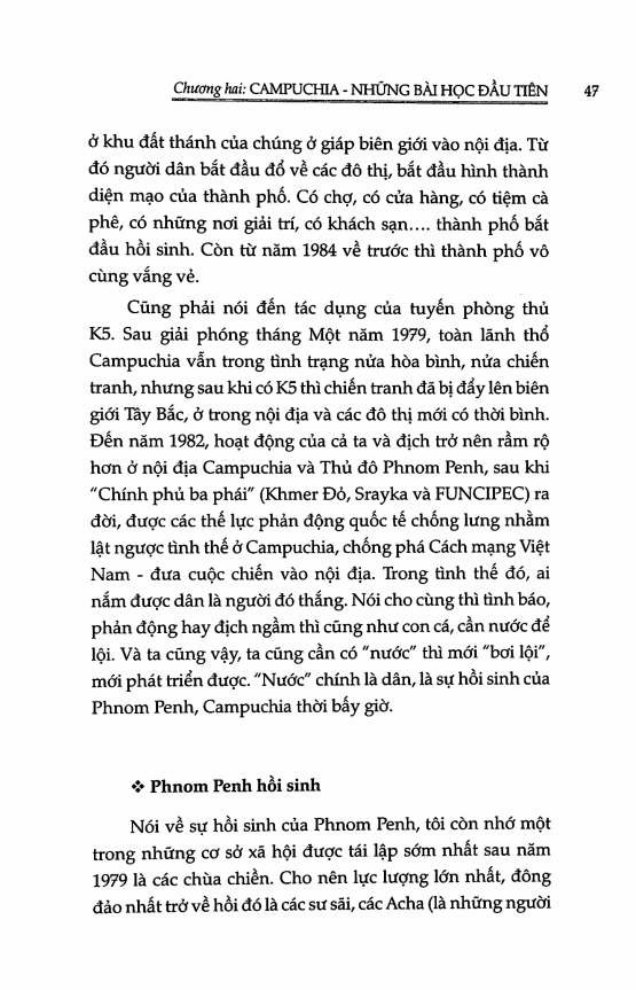 Chương hai: CAMPUCHIA - NHỮNG BÀI HỌC ĐẦU TIÊN 47
ở khu đất thánh của chúng ở giáp biên giới vào nội địa. Từ
đó người dân bắt đầu đổ về các đô thị, bắt đầu hình thành
diện mạo của thành phố. Có chợ, có cửa hàng, có tiệm cà
phê, có những nơi giải trí, có khách sạn.... thành phố bắt
đầu hồi sinh. Còn từ năm 1984 về trước thì thành phố vô
cùng vắng vẻ.
Cũng phải nói đến tác dụng của tuyến phòng thủ
K5. Sau giải phóng tháng Một năm 1979, toàn lãnh thổ
Campuchia vẫn trong tình trạng nửa hòa bình, nửa chiến
tranh, nhưng sau khi có K5 thì chiến tranh đã bị đẩy lên biên
giới Tây Bắc, ở trong nội địa và các đô thị mới có thời bình.
Đến năm 1982, hoạt động của cả ta và địch trở nên rầm rộ
hơn ở nội địa Campuchia và Thủ đô Phnom Penh, sau khi
"Chính phủ ba phái" (Khmer Đỏ, Srayka và FUNCIPEC) ra
đời, được các thế lực phản động quốc tế chống lưng nhằm
lật ngược tình thế ở Campuchia, chống phá Cách mạng Việt
Nam - đưa cuộc chiến vào nội địa. Trong tình thế đó, ai
nắm được dân là người đó thắng. Nói cho cùng thì tình báo,
phản động hay địch ngầm thì cũng như con cá, cần nước để
lội. Và ta cũng vậy, ta cũng cần có "nước" thì mới "bơi lội",
mới phát triển được. "Nước" chính là dân, là sự hồi sinh của
Phnom Penh, Campuchia thời bấy giờ.
❖ Phnom Penh hồi sinh
Nói về sự hồi sinh của Phnom Penh, tôi còn nhớ một
trong những cơ sở xã hội được tái lập sớm nhất sau năm
1979 là các chùa chiền. Cho nên lực lượng lớn nhất, đông
đảo nhất trở về hồi đó là các sư sãi, các Acha (là những người